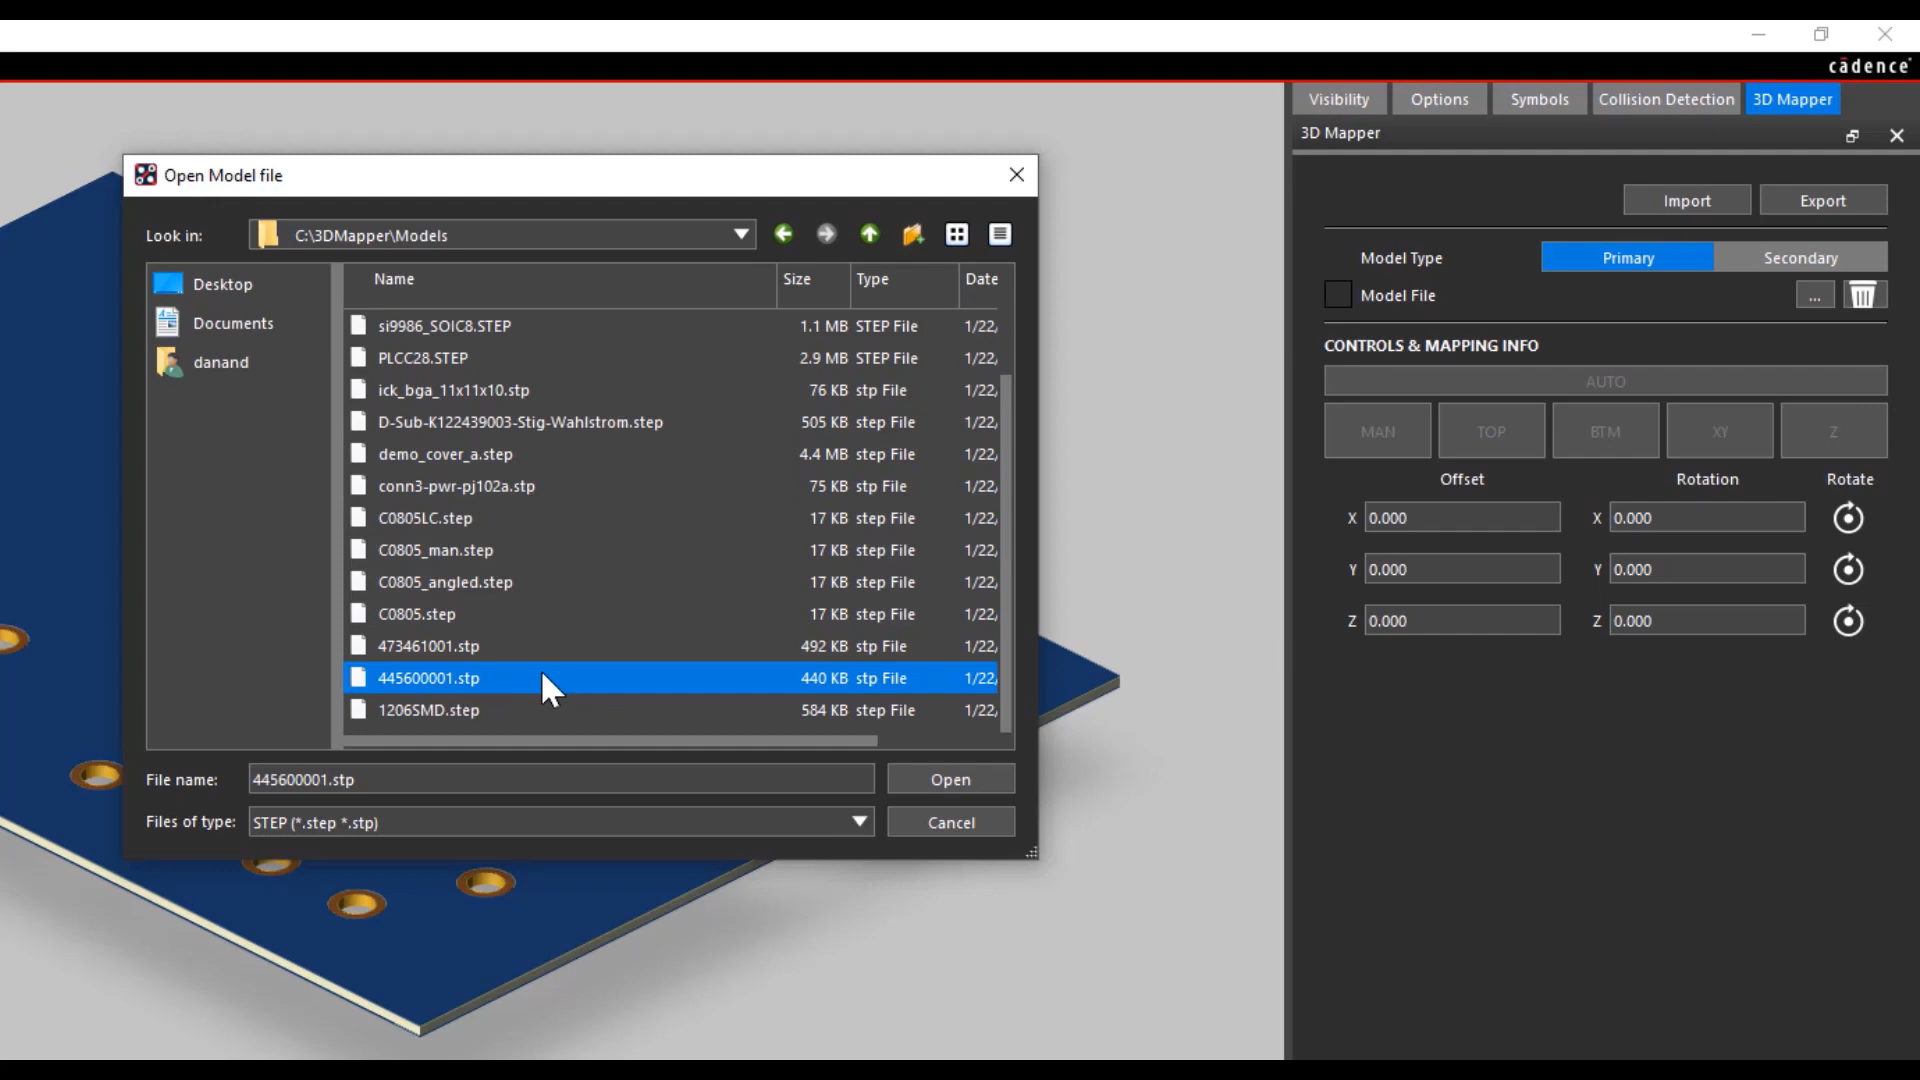 cādence
Visibility Options Symbols Collision Detection 3D Mapper
3D Mapper
Import Export
Model Type Primary Secondary
Model File ...
CONTROLS & MAPPING INFO
AUTO
MAN TOP BTM XY Z
Offset Rotation Rotate
X 0.000 X 0.000
Y 0.000 Y 0.000
Z 0.000 Z 0.000
Open Model file
Look in: C:\3DMapper\Models
Desktop
Documents
danand
Name Size Type Date
si9986_SOIC8.STEP 1.1 MB STEP File 1/22/
PLCC28.STEP 2.9 MB STEP File 1/22/
ick_bga_11x11x10.stp 76 KB stp File 1/22/
D-Sub-K122439003-Stig-Wahlstrom.step 505 KB step File 1/22/
demo_cover_a.step 4.4 MB step File 1/22/
conn3-pwr-pj102a.stp 75 KB stp File 1/22/
C0805LC.step 17 KB step File 1/22/
C0805_man.step 17 KB step File 1/22/
C0805_angled.step 17 KB step File 1/22/
C0805.step 17 KB step File 1/22/
473461001.stp 492 KB stp File 1/22/
445600001.stp 440 KB stp File 1/22/
1206SMD.step 584 KB step File 1/22/
File name: 445600001.stp Open
Files of type: STEP (*.step *.stp) Cancel